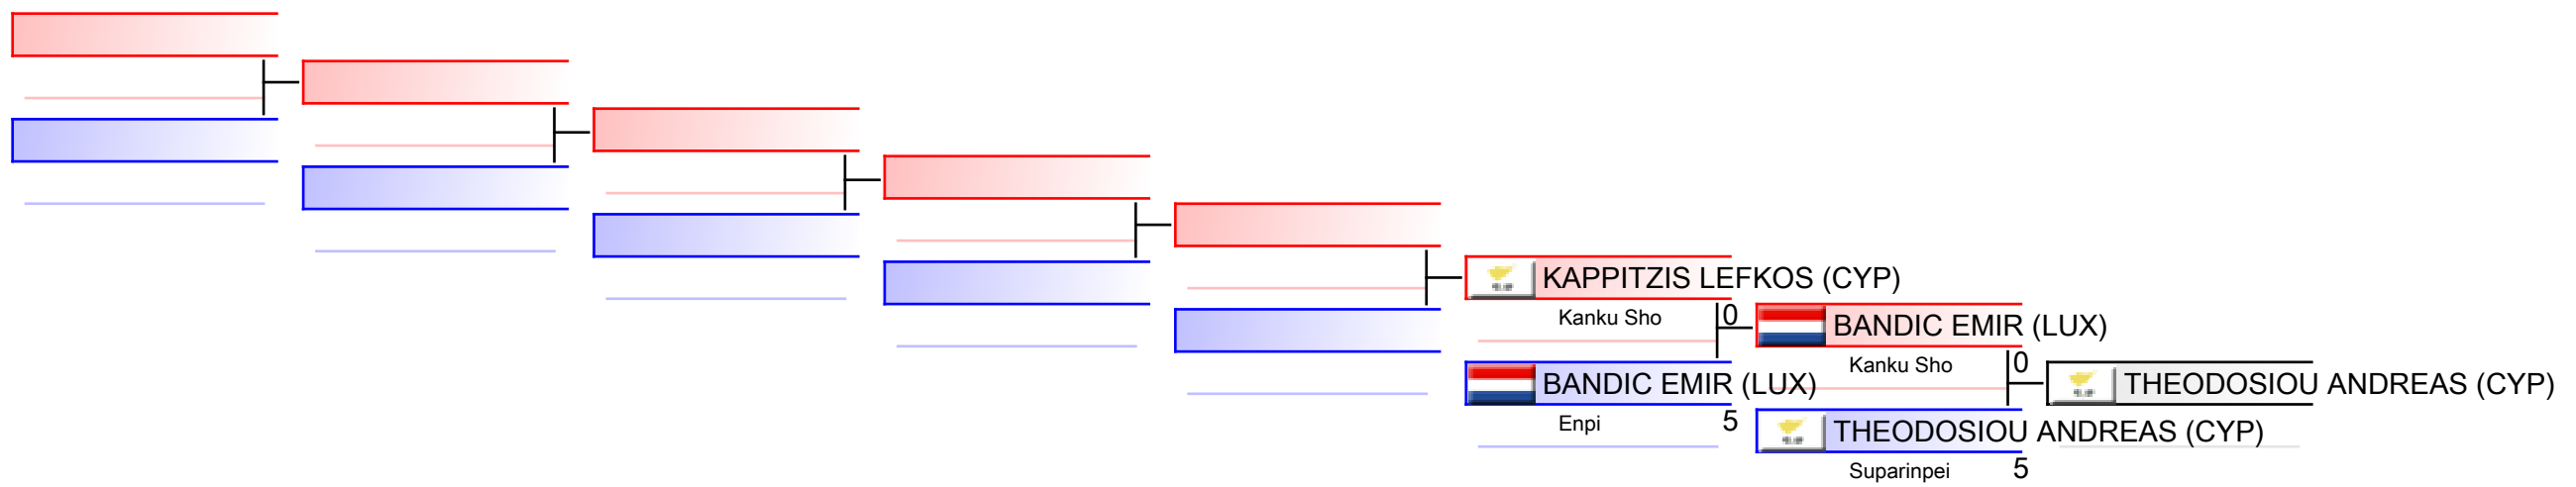 KAPPITZIS LEFKOS (CYP)
Kanku Sho 0
BANDIC EMIR (LUX)
Enpi 5
BANDIC EMIR (LUX)
Kanku Sho 0
THEODOSIOU ANDREAS (CYP)
Suparinpei 5
THEODOSIOU ANDREAS (CYP)